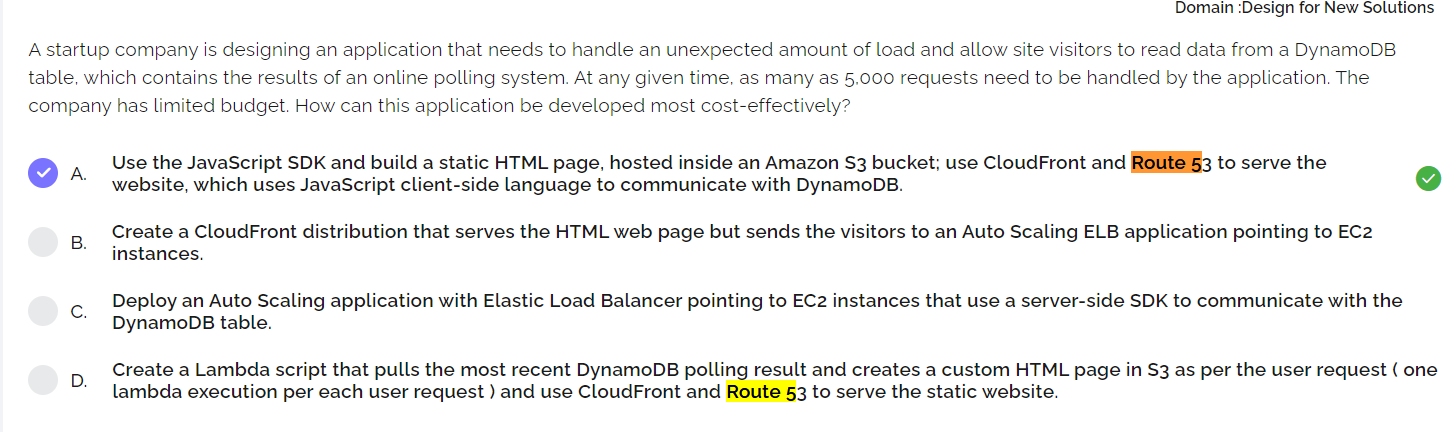 Domain :Design for New Solutions
A startup company is designing an application that needs to handle an unexpected amount of load and allow site visitors to read data from a DynamoDB
table, which contains the results of an online polling system. At any given time, as many as 5,000 requests need to be handled by the application. The
company has limited budget. How can this application be developed most cost-effectively?
A. Use the JavaScript SDK and build a static HTML page, hosted inside an Amazon S3 bucket; use CloudFront and Route 53 to serve the
website, which uses JavaScript client-side language to communicate with DynamoDB.
B. Create a CloudFront distribution that serves the HTML web page but sends the visitors to an Auto Scaling ELB application pointing to EC2
instances.
C. Deploy an Auto Scaling application with Elastic Load Balancer pointing to EC2 instances that use a server-side SDK to communicate with the
DynamoDB table.
D. Create a Lambda script that pulls the most recent DynamoDB polling result and creates a custom HTML page in S3 as per the user request ( one
lambda execution per each user request ) and use CloudFront and Route 53 to serve the static website.